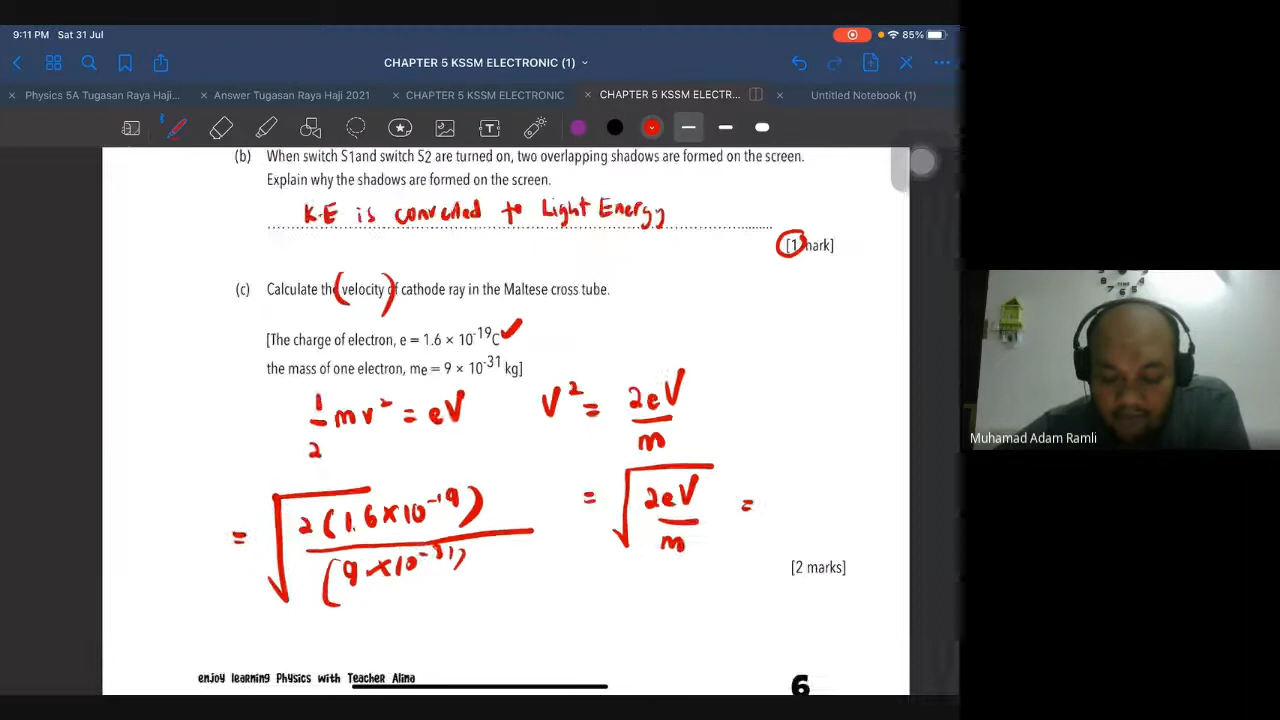 9:11 PM Sat 31 Jul
85%
CHAPTER 5 KSSM ELECTRONIC (1)
Physics 5A Tugasan Raya Haji...
Answer Tugasan Raya Haji 2021
CHAPTER 5 KSSM ELECTRONIC
CHAPTER 5 KSSM ELECTR...
Untitled Notebook (1)
(b) When switch S1and switch S2 are turned on, two overlapping shadows are formed on the screen.
Explain why the shadows are formed on the screen.
K.E is converted to Light Energy
[1 mark]
(c) Calculate the (velocity) of cathode ray in the Maltese cross tube.
[The charge of electron, e = 1.6 × 10⁻¹⁹C ✓
the mass of one electron, me = 9 × 10⁻³¹ kg]
1/2 mv² = eV V² = 2eV/m
= √(2(1.6×10⁻¹⁹)/(9×10⁻³¹)) = √(2eV/m) =
[2 marks]
enjoy learning Physics with Teacher Alina
6
Muhamad Adam Ramli